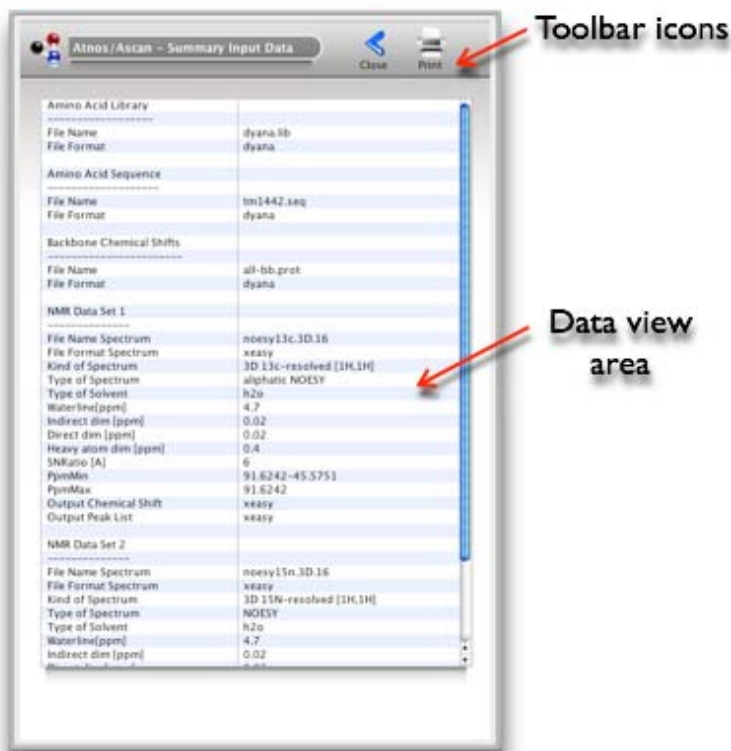 Toolbar icons
Atnos/Ascan - Summary Input Data
Close Print
Amino Acid Library
-------------------
File Name dyana.lib
File Format dyana
Amino Acid Sequence
--------------------
File Name tm1442.seq
File Format dyana
Backbone Chemical Shifts
------------------------
File Name all-bb.prot
File Format dyana
NMR Data Set 1
---------------
File Name Spectrum noesy13c.3D.16
File Format Spectrum xeasy
Kind of Spectrum 3D 13c-resolved [1H,1H]
Type of Spectrum aliphatic NOESY
Type of Solvent h2o
Waterline[ppm] 4.7
Indirect dim [ppm] 0.02
Direct dim [ppm] 0.02
Heavy atom dim [ppm] 0.4
SNRatio [A] 6
PpmMin 91.6242-45.5751
PpmMax 91.6242
Output Chemical Shift xeasy
Output Peak List xeasy
NMR Data Set 2
---------------
File Name Spectrum noesy15n.3D.16
File Format Spectrum xeasy
Kind of Spectrum 3D 15N-resolved [1H,1H]
Type of Spectrum NOESY
Type of Solvent h2o
Waterline[ppm] 4.7
Indirect dim [ppm] 0.02
Data view
area